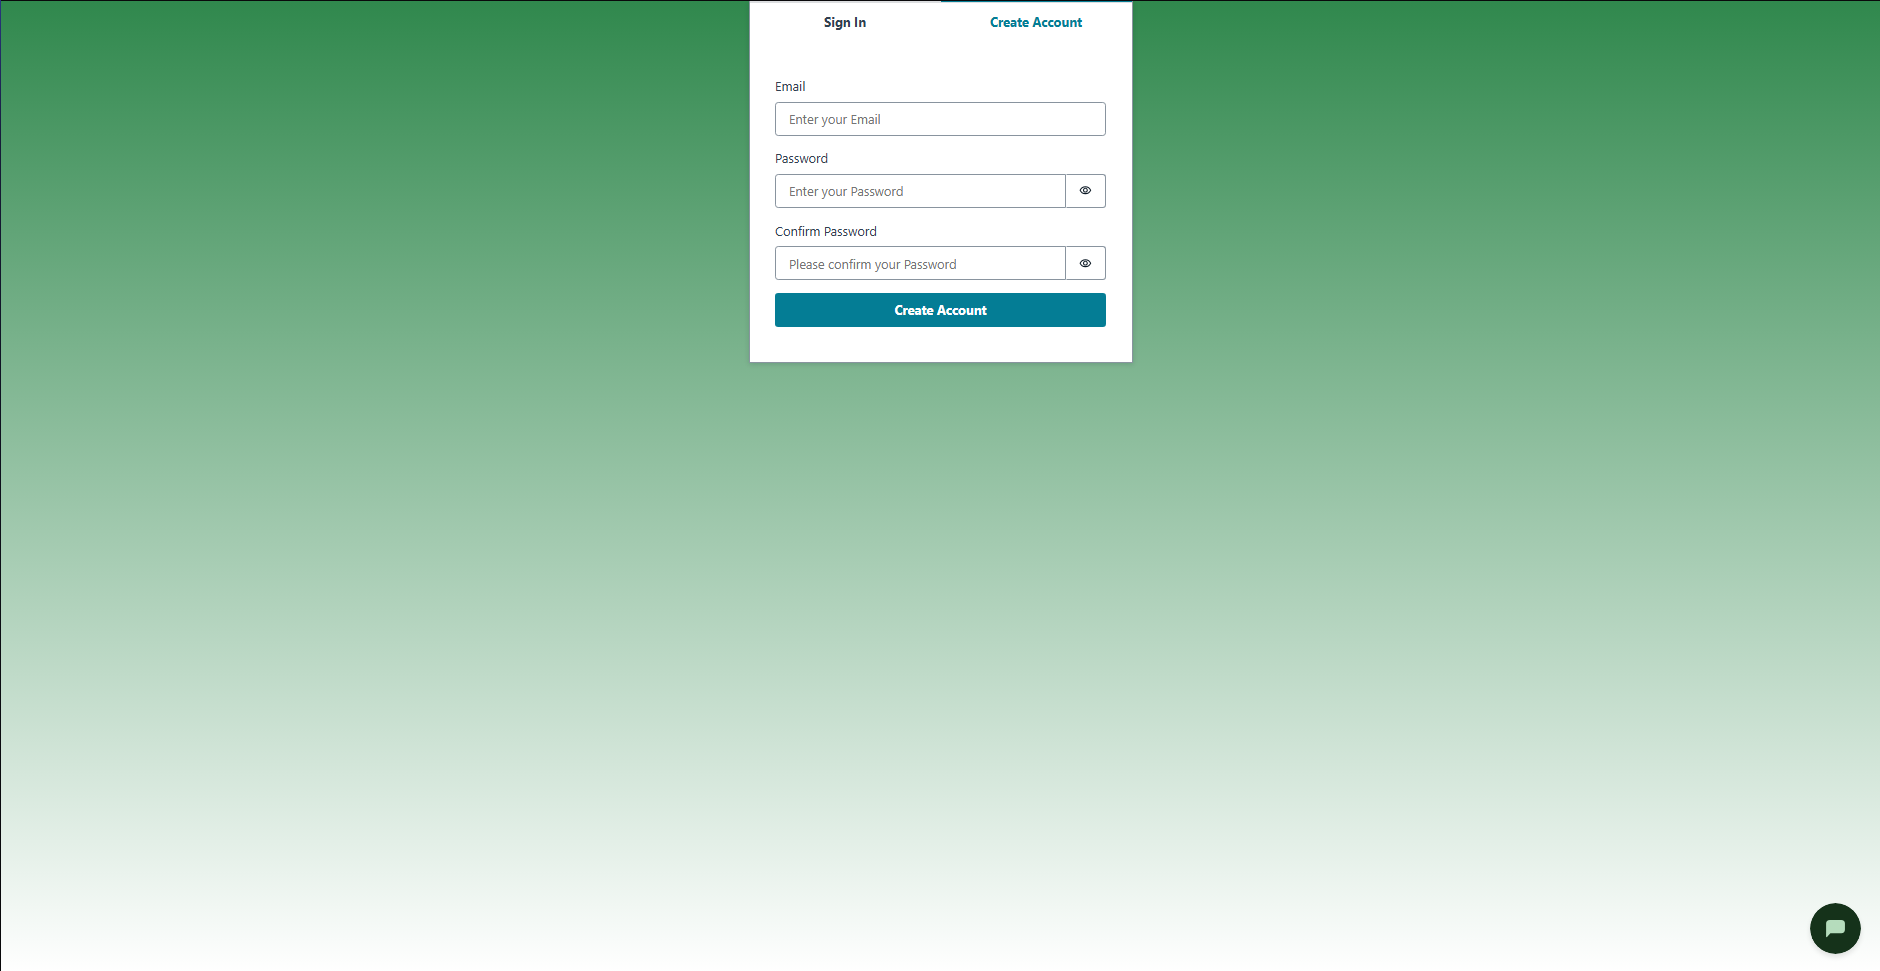 Sign In
Create Account
Email
Enter your Email
Password
Enter your Password
Confirm Password
Please confirm your Password
Create Account